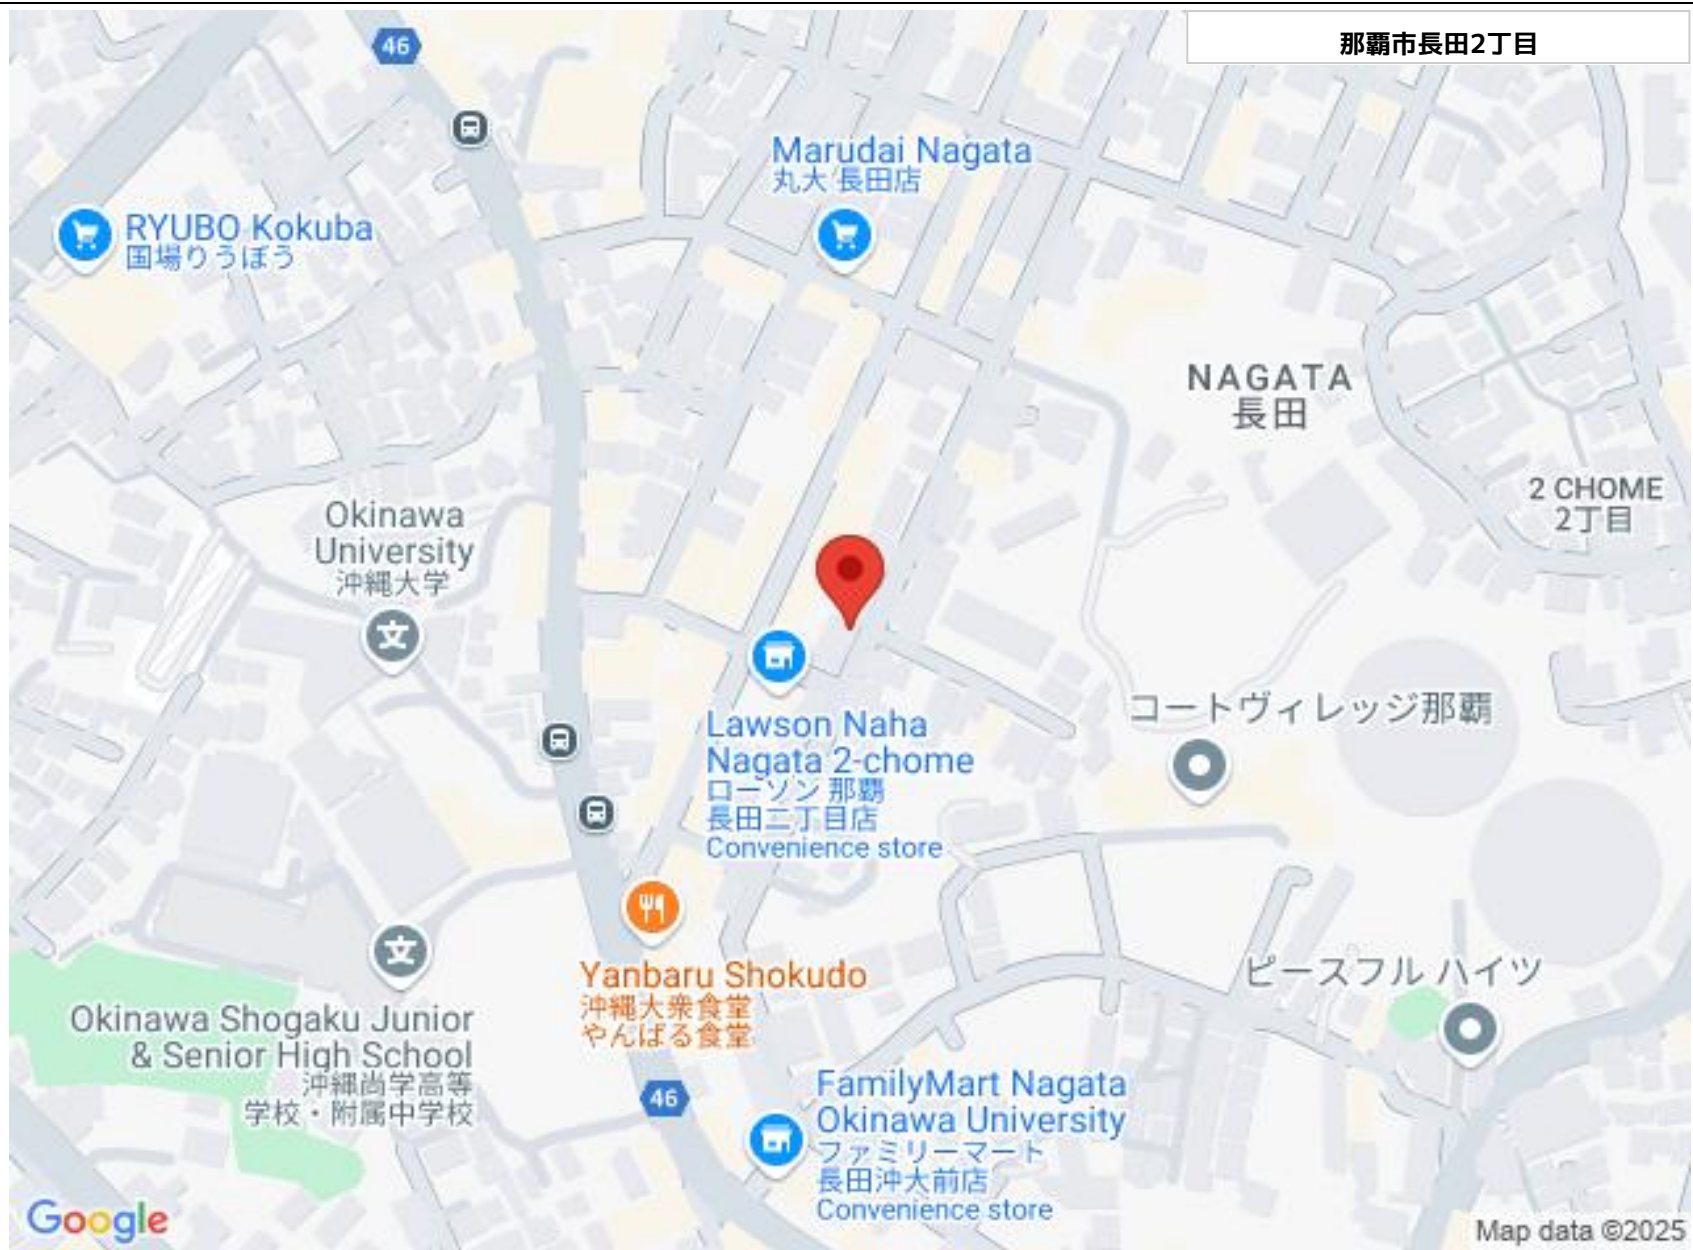 那覇市長田2丁目
46
Marudai Nagata
丸大 長田店
RYUBO Kokuba
国場りうぼう
NAGATA
長田
2 CHOME
2丁目
Okinawa
University
沖縄大学
コートヴィレッジ那覇
Lawson Naha
Nagata 2-chome
ローソン 那覇
長田二丁目店
Convenience store
Yanbaru Shokudo
沖縄大衆食堂
やんばる食堂
ピースフル ハイツ
Okinawa Shogaku Junior
& Senior High School
沖縄尚学高等
学校・附属中学校
46
FamilyMart Nagata
Okinawa University
ファミリーマート
長田沖大前店
Convenience store
Google
Map data ©2025